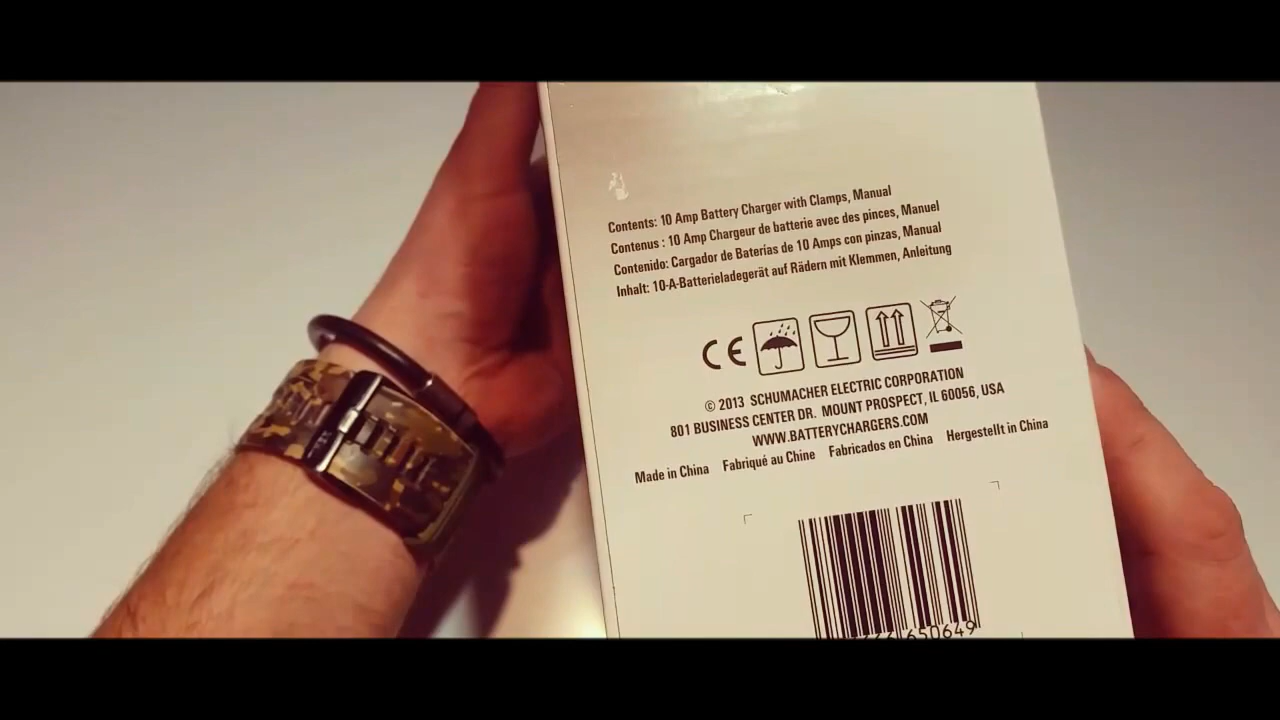 Contents: 10 Amp Battery Charger with Clamps, Manual
Contenus : 10 Amp Chargeur de batterie avec des pinces, Manuel
Contenido: Cargador de Baterias de 10 Amps con pinzas, Manual
Inhalt: 10-A-Batterieladegerät auf Rädern mit Klemmen, Anleitung
CE
© 2013 SCHUMACHER ELECTRIC CORPORATION
801 BUSINESS CENTER DR. MOUNT PROSPECT, IL 60056, USA
WWW.BATTERYCHARGERS.COM
Made in China Fabriqué au Chine Fabricados en China Hergestellt in China
650649